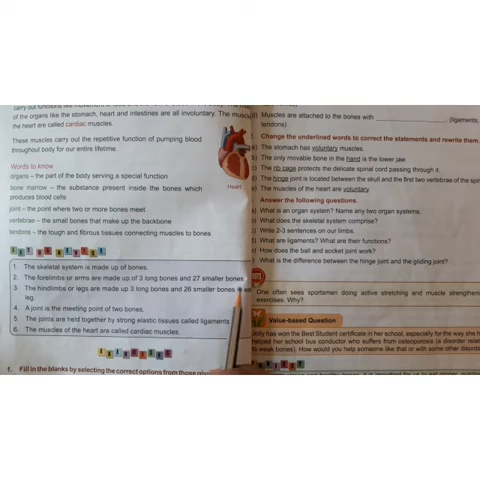 of the organs like the stomach, heart and intestines are all involuntary. The
the heart are called cardiac muscles.
These muscles carry out the repetitive function of pumping blood
throughout body for our entire lifetime.
Words to know
organs – the part of the body serving a special function
bone marrow – the substance present inside the bones which
produces blood cells
joint – the point where two or more bones meet
vertebrae – the small bones that make up the backbone
tendons – the tough and fibrous tissues connecting muscles to bones
Heart
1. The skeletal system is made up of bones.
2. The forelimbs or arms are made up of 3 long bones and 27 smaller bones
3. The hindlimbs or legs are made up 3 long bones and 26 smaller bones
leg.
4. A joint is the meeting point of two bones.
5. The joints are held together by strong elastic tissues called ligaments
6. The muscles of the heart are called cardiac muscles.
1. Fill in the blanks by selecting the correct options from those
d) Muscles are attached to the bones with ____________ (ligaments,
tendons)
Change the underlined words to correct the statements and rewrite them.
The stomach has voluntary muscles.
The only movable bone in the hand is the lower jaw.
The rib cage protects the delicate spinal cord passing through it.
The hinge joint is located between the skull and the first two vertebrae of the
The muscles of the heart are voluntary.
Answer the following questions.
What is an organ system? Name any two organ systems.
What does the skeletal system comprise?
Write 2-3 sentences on our limbs.
What are ligaments? What are their functions?
How does the ball and socket joint work?
What is the difference between the hinge joint and the gliding joint?
One often sees sportsmen doing active stretching and muscle
exercises. Why?
Value-based Question
Jolly has won the Best Student certificate in her school, especially for the way she
helped her school bus conductor who suffers from osteoporosis (a disorder
to weak bones). How would you help someone like that or with some other